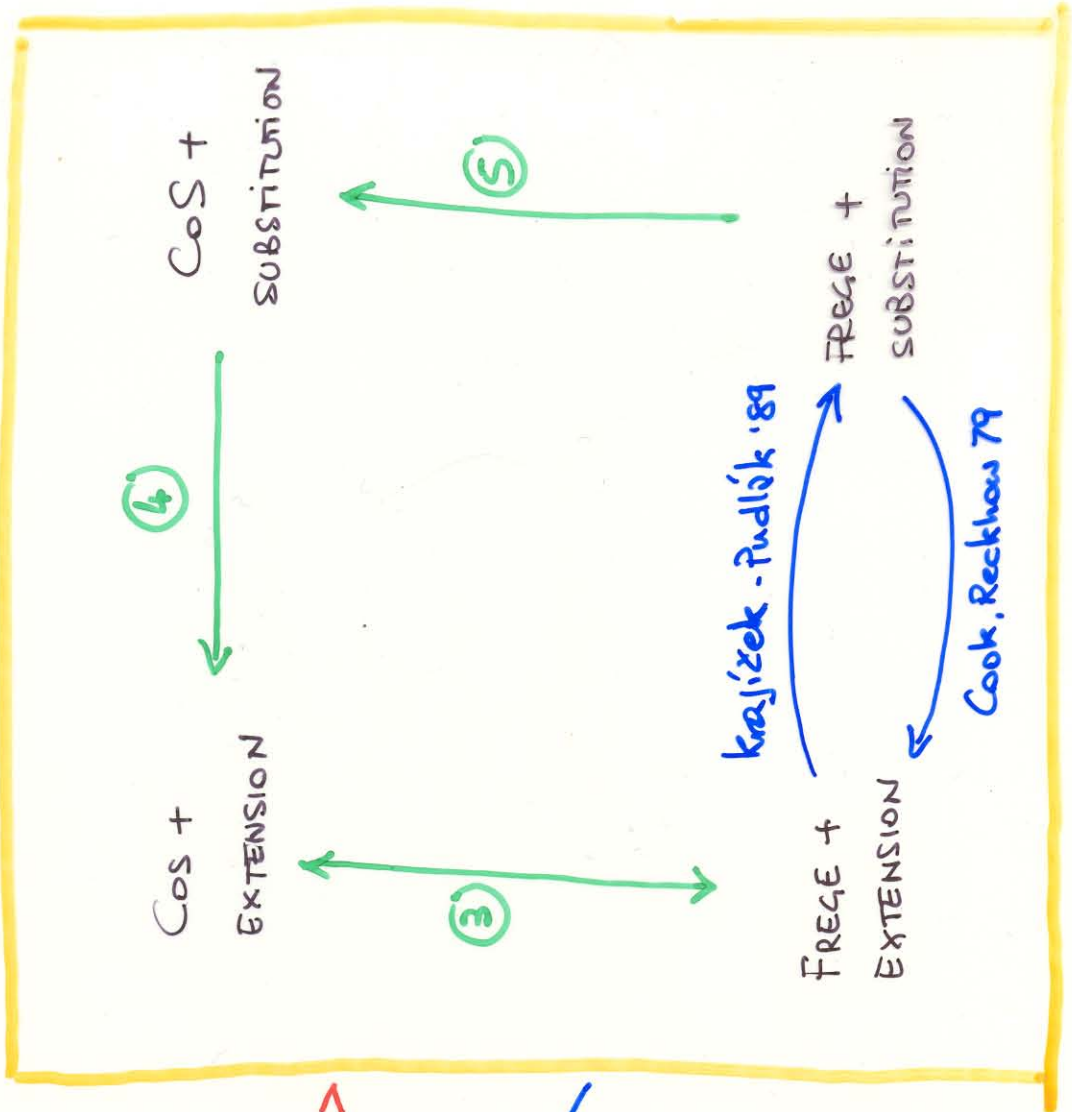 ④
CoS +
EXTENSION
CoS +
SUBSTITUTION
③
⑤
Krajíček - Pudlák '89
FREGE +
EXTENSION
FREGE +
SUBSTITUTION
Cook, Reckhow 79